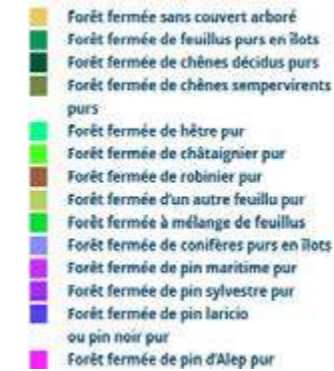 Forêt fermée sans couvert arboré
Forêt fermée de feuillus purs en îlots
Forêt fermée de chênes décidus purs
Forêt fermée de chênes sempervirents
purs
Forêt fermée de hêtre pur
Forêt fermée de châtaignier pur
Forêt fermée de robinier pur
Forêt fermée d'un autre feuillu pur
Forêt fermée à mélange de feuillus
Forêt fermée de conifères purs en îlots
Forêt fermée de pin maritime pur
Forêt fermée de pin sylvestre pur
Forêt fermée de pin laricio
ou pin noir pur
Forêt fermée de pin d'Alep pur